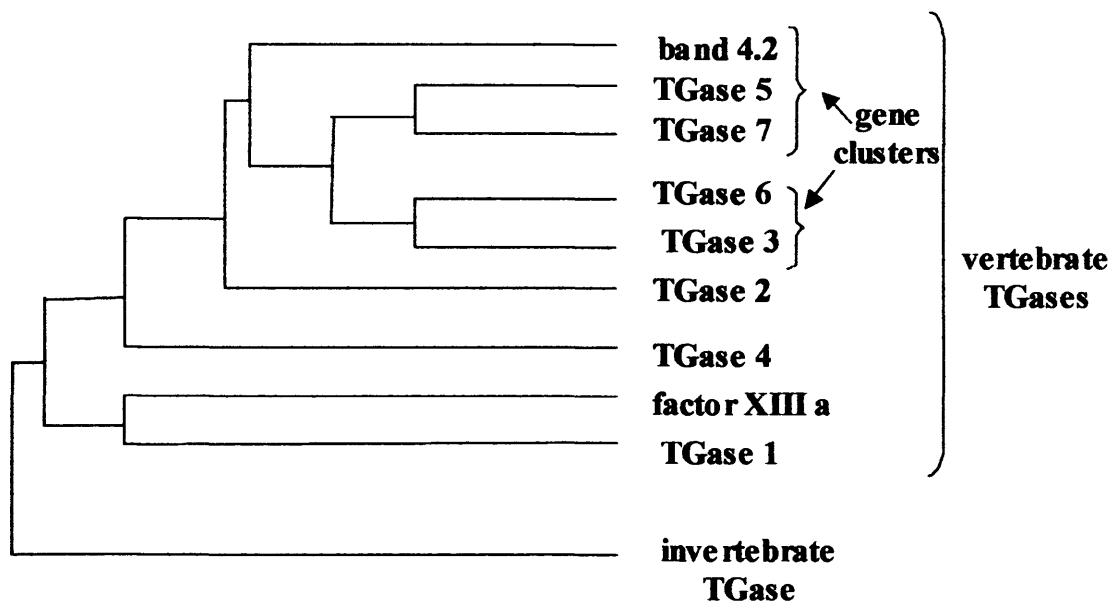 band 4.2
TGase 5
TGase 7
gene
clusters
TGase 6
TGase 3
TGase 2
TGase 4
factor XIII a
TGase 1
vertebrate
TGases
invertebrate
TGase